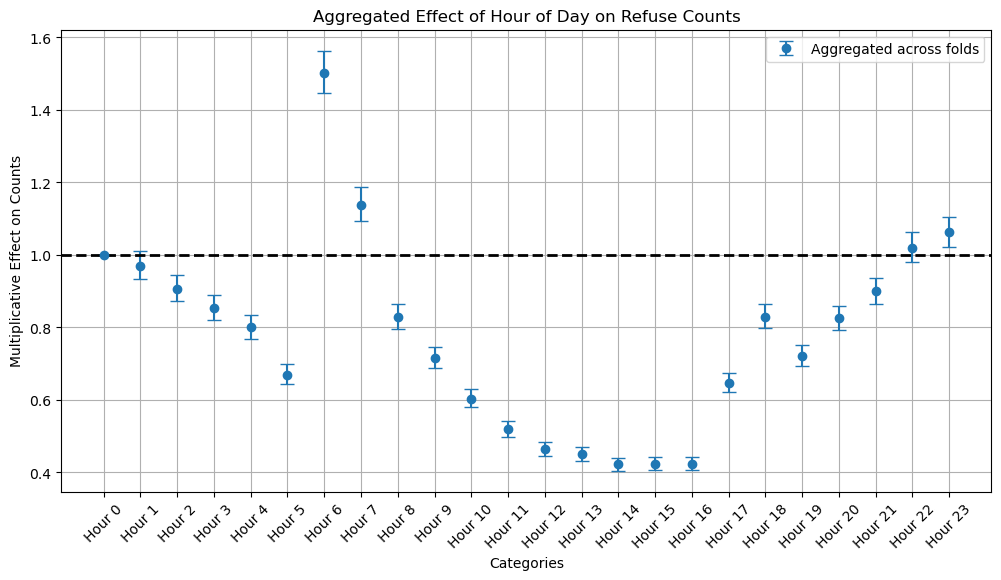 Aggregated Effect of Hour of Day on Refuse Counts
Aggregated across folds
Multiplicative Effect on Counts
1.6
1.4
1.2
1.0
0.8
0.6
0.4
Hour 0
Hour 1
Hour 2
Hour 3
Hour 4
Hour 5
Hour 6
Hour 7
Hour 8
Hour 9
Hour 10
Hour 11
Hour 12
Hour 13
Hour 14
Hour 15
Hour 16
Hour 17
Hour 18
Hour 19
Hour 20
Hour 21
Hour 22
Hour 23
Categories